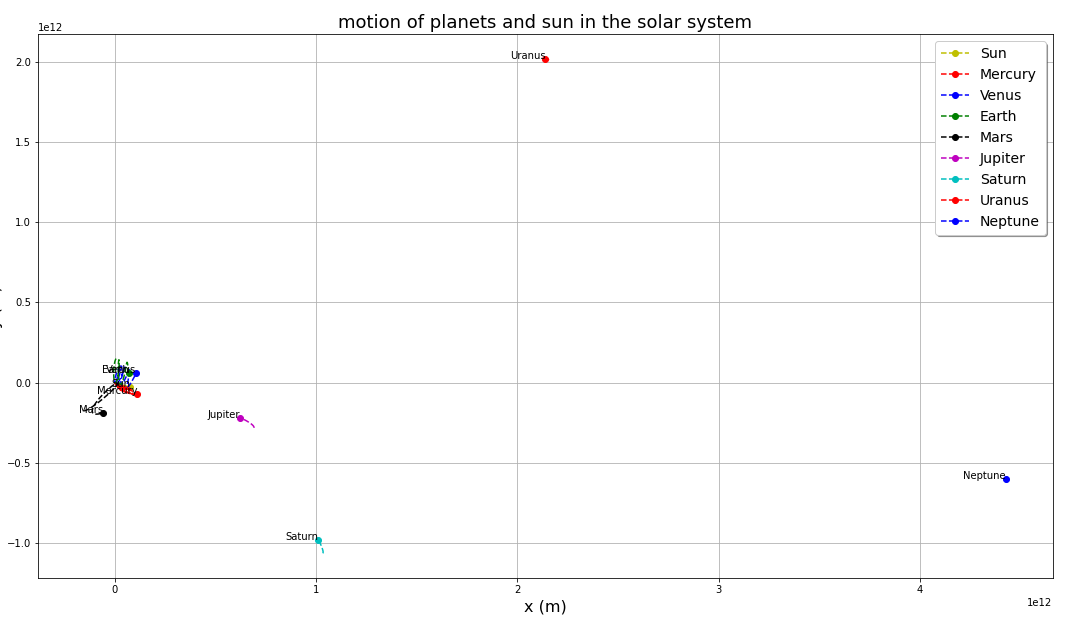 motion of planets and sun in the solar system
1e12
2.0
1.5
1.0
0.5
0.0
−0.5
−1.0
Uranus
Sun
Mercury
Venus
Earth
Mars
Jupiter
Saturn
Uranus
Neptune
Venus
Mercury
Mars
Jupiter
Neptune
Saturn
0
1
2
3
4
x (m)
1e12